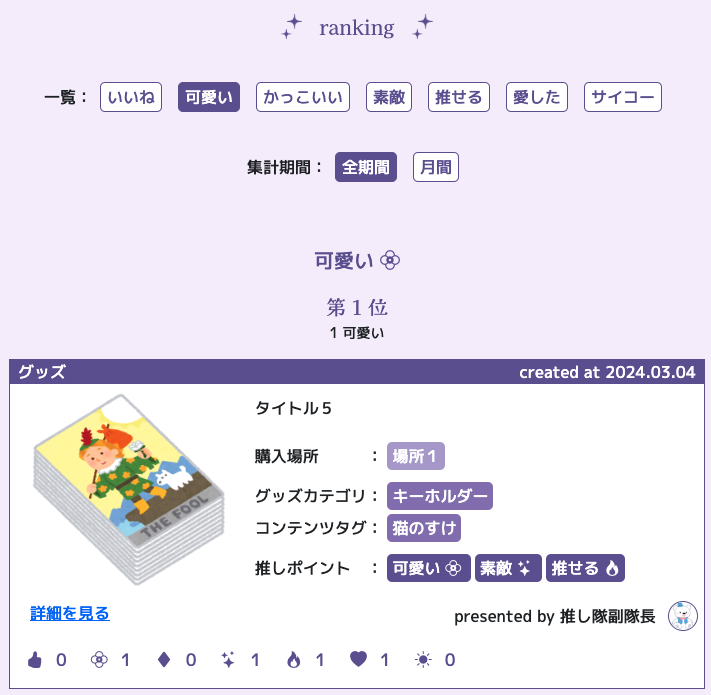 ranking
一覧： いいね 可愛い かっこいい 素敵 推せる 愛した サイコー
集計期間： 全期間 月間
可愛い
第 1 位
1 可愛い
グッズ created at 2024.03.04
タイトル５
購入場所 ： 場所１
グッズカテゴリ： キーホルダー
コンテンツタグ： 猫のすけ
推しポイント ： 可愛い 素敵 推せる
THE FOOL
詳細を見る presented by 推し隊副隊長
0 1 0 1 1 1 0